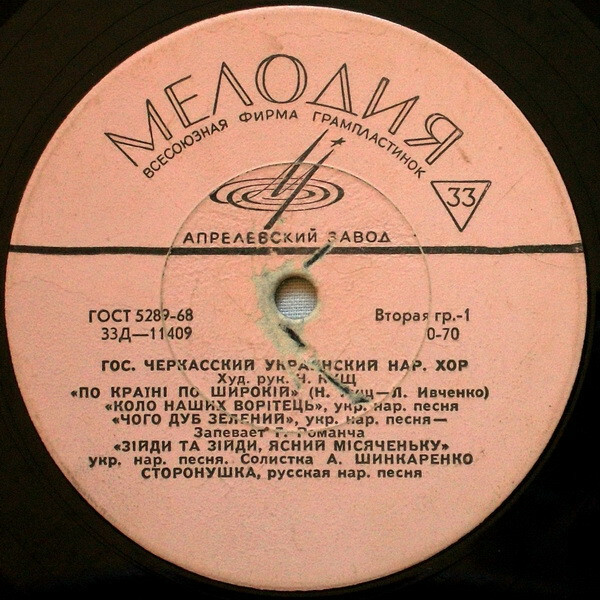 МЕЛОДИЯ
ВСЕСОЮЗНАЯ ФИРМА ГРАМПЛАСТИНОК
33
АПРЕЛЕВСКИЙ ЗАВОД
ГОСТ 5289-68
Вторая гр.-1
33Д—11409
0-70
ГОС. ЧЕРКАССКИЙ УКРАИНСКИЙ НАР. ХОР
Худ. рук. КУЩ
«ПО КРАЇНІ ПО ШИРОКІЙ» (Н. Кущ—Л. Ивченко)
«КОЛО НАШИХ ВОРІТЕЦЬ», укр. нар. песня
«ЧОГО ДУБ ЗЕЛЕНИЙ», укр. нар. песня—
Запевает Романча
«ЗІЙДИ ТА ЗІЙДИ, ЯСНИЙ МІСЯЧЕНЬКУ»
укр. нар. песня. Солистка А. ШИНКАРЕНКО
СТОРОНУШКА, русская нар. песня